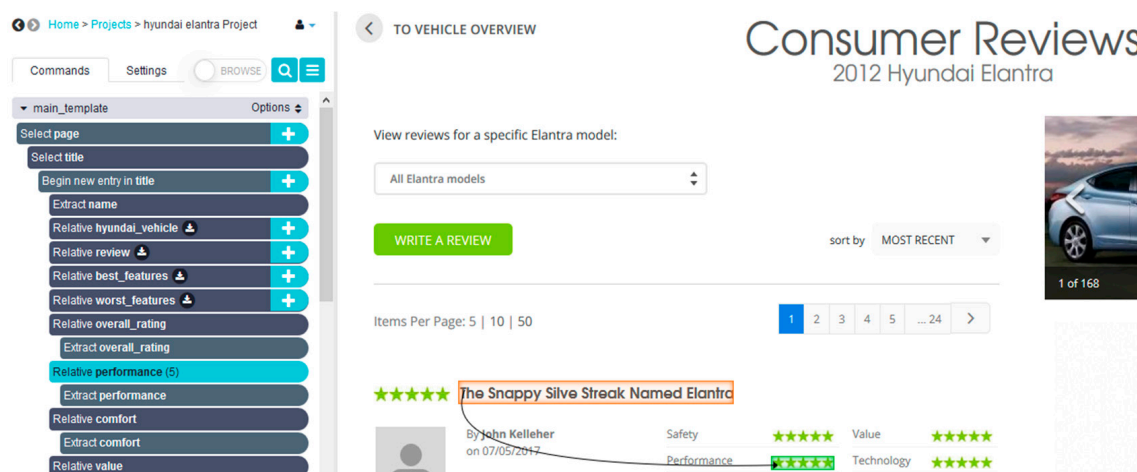 Home > Projects > hyundai elantra Project
Commands
Settings
BROWSE
main_template
Options
Select page
Select title
Begin new entry in title
Extract name
Relative hyundai_vehicle
Relative review
Relative best_features
Relative worst_features
Relative overall_rating
Extract overall_rating
Relative performance (5)
Extract performance
Relative comfort
Extract comfort
Relative value
TO VEHICLE OVERVIEW
Consumer Reviews
2012 Hyundai Elantra
View reviews for a specific Elantra model:
All Elantra models
WRITE A REVIEW
sort by MOST RECENT
1 of 168
Items Per Page: 5 | 10 | 50
1 2 3 4 5 ... 24
The Snappy Silve Streak Named Elantra
By John Kelleher
on 07/05/2017
Safety
Value
Performance
Technology